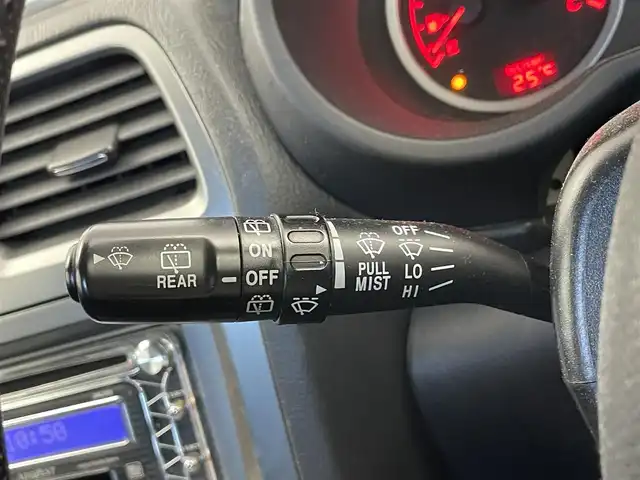 25°C
REAR
ON
OFF
PULL
MIST
OFF
LO
HI
10:50